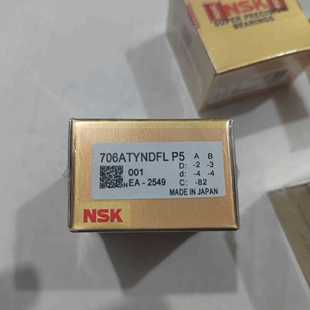 NSK
SUPER PRECISION
BEARINGS
706ATYNDFL P5 A B
D: -2 -3
001 d: -4 -4
EA - 2549 C: -82
MADE IN JAPAN
NSK